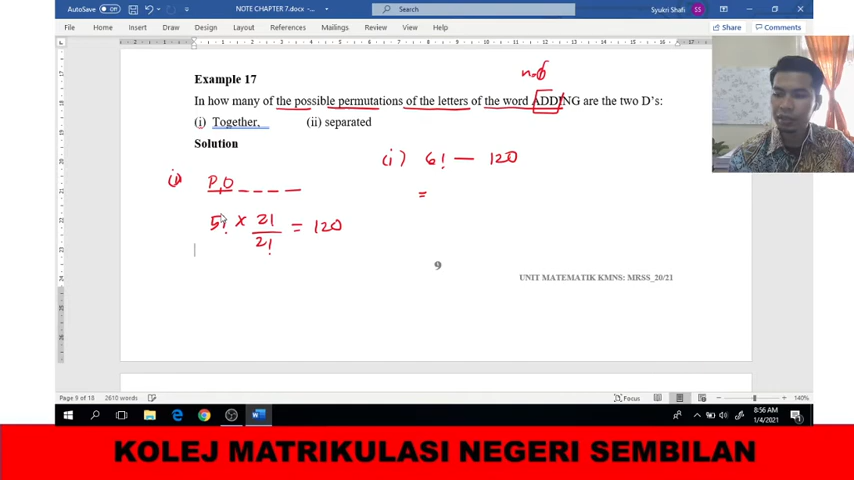 AutoSave Off NOTE CHAPTER 7.docx Search Syukri Shafi SS
File Home Insert Draw Design Layout References Mailings Review View Help Share Comments
n=6
Example 17
In how many of the possible permutations of the letters of the word ADDING are the two D's:
(i) Together, (ii) separated
Solution
(i) 6! — 120
(i) D,D
=
5! × 2! = 120
2!
9
UNIT MATEMATIK KMNS: MRSS_20/21
Page 9 of 18 2610 words Focus 140%
8:56 AM
1/4/2021
KOLEJ MATRIKULASI NEGERI SEMBILAN